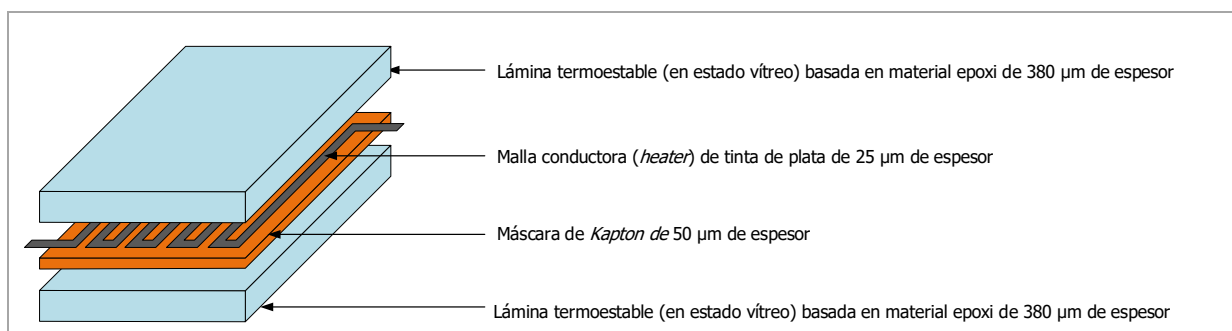 Lámina termoestable (en estado vítreo) basada en material epoxi de 380 µm de espesor
Malla conductora (heater) de tinta de plata de 25 µm de espesor
Máscara de Kapton de 50 µm de espesor
Lámina termoestable (en estado vítreo) basada en material epoxi de 380 µm de espesor